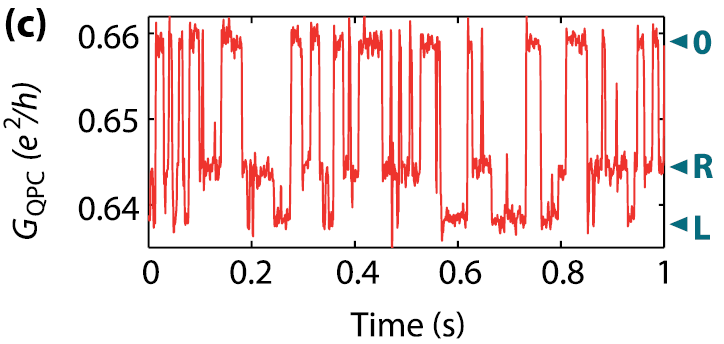 (c)
0.66
0.65
0.64
G_QPC (e²/h)
0 0.2 0.4 0.6 0.8 1
Time (s)
◄0
◄R
◄L